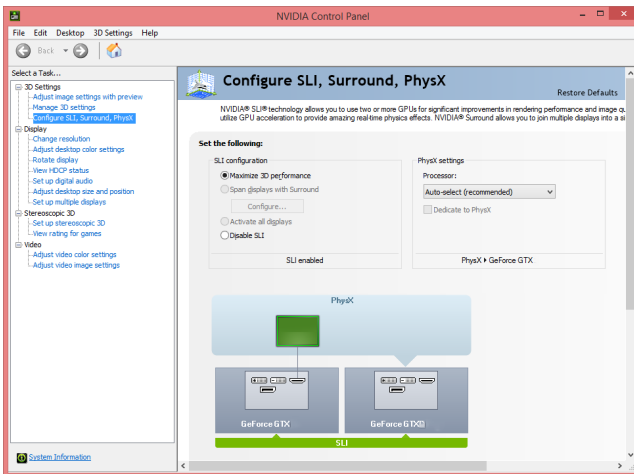 NVIDIA Control Panel
File Edit Desktop 3D Settings Help
Back
Select a Task...
3D Settings
Adjust image settings with preview
Manage 3D settings
Configure SLI, Surround, PhysX
Display
Change resolution
Adjust desktop color settings
Rotate display
View HDCP status
Set up digital audio
Adjust desktop size and position
Set up multiple displays
Stereoscopic 3D
Set up stereoscopic 3D
View rating for games
Video
Adjust video color settings
Adjust video image settings
System Information
Configure SLI, Surround, PhysX
Restore Defaults
NVIDIA® SLI® technology allows you to use two or more GPUs for significant improvements in rendering performance and image qu
utilize GPU acceleration to provide amazing real-time physics effects. NVIDIA® Surround allows you to join multiple displays into a si
Set the following:
SLI configuration
Maximize 3D performance
Span displays with Surround
Configure...
Activate all displays
Disable SLI
SLI enabled
PhysX settings
Processor:
Auto-select (recommended)
Dedicate to PhysX
PhysX GeForce GTX
PhysX
GeForce GTX
GeForce GTX
SLI